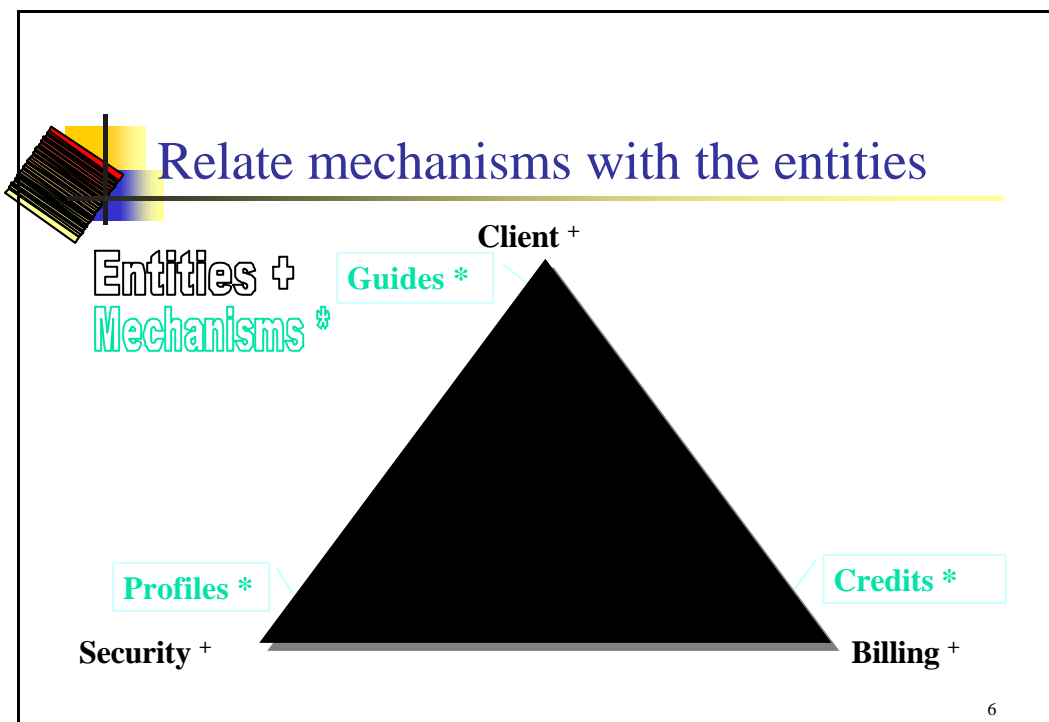 Relate mechanisms with the entities
Client +
Entities +
Guides *
Mechanisms *
Profiles *
Credits *
Security +
Billing +
6